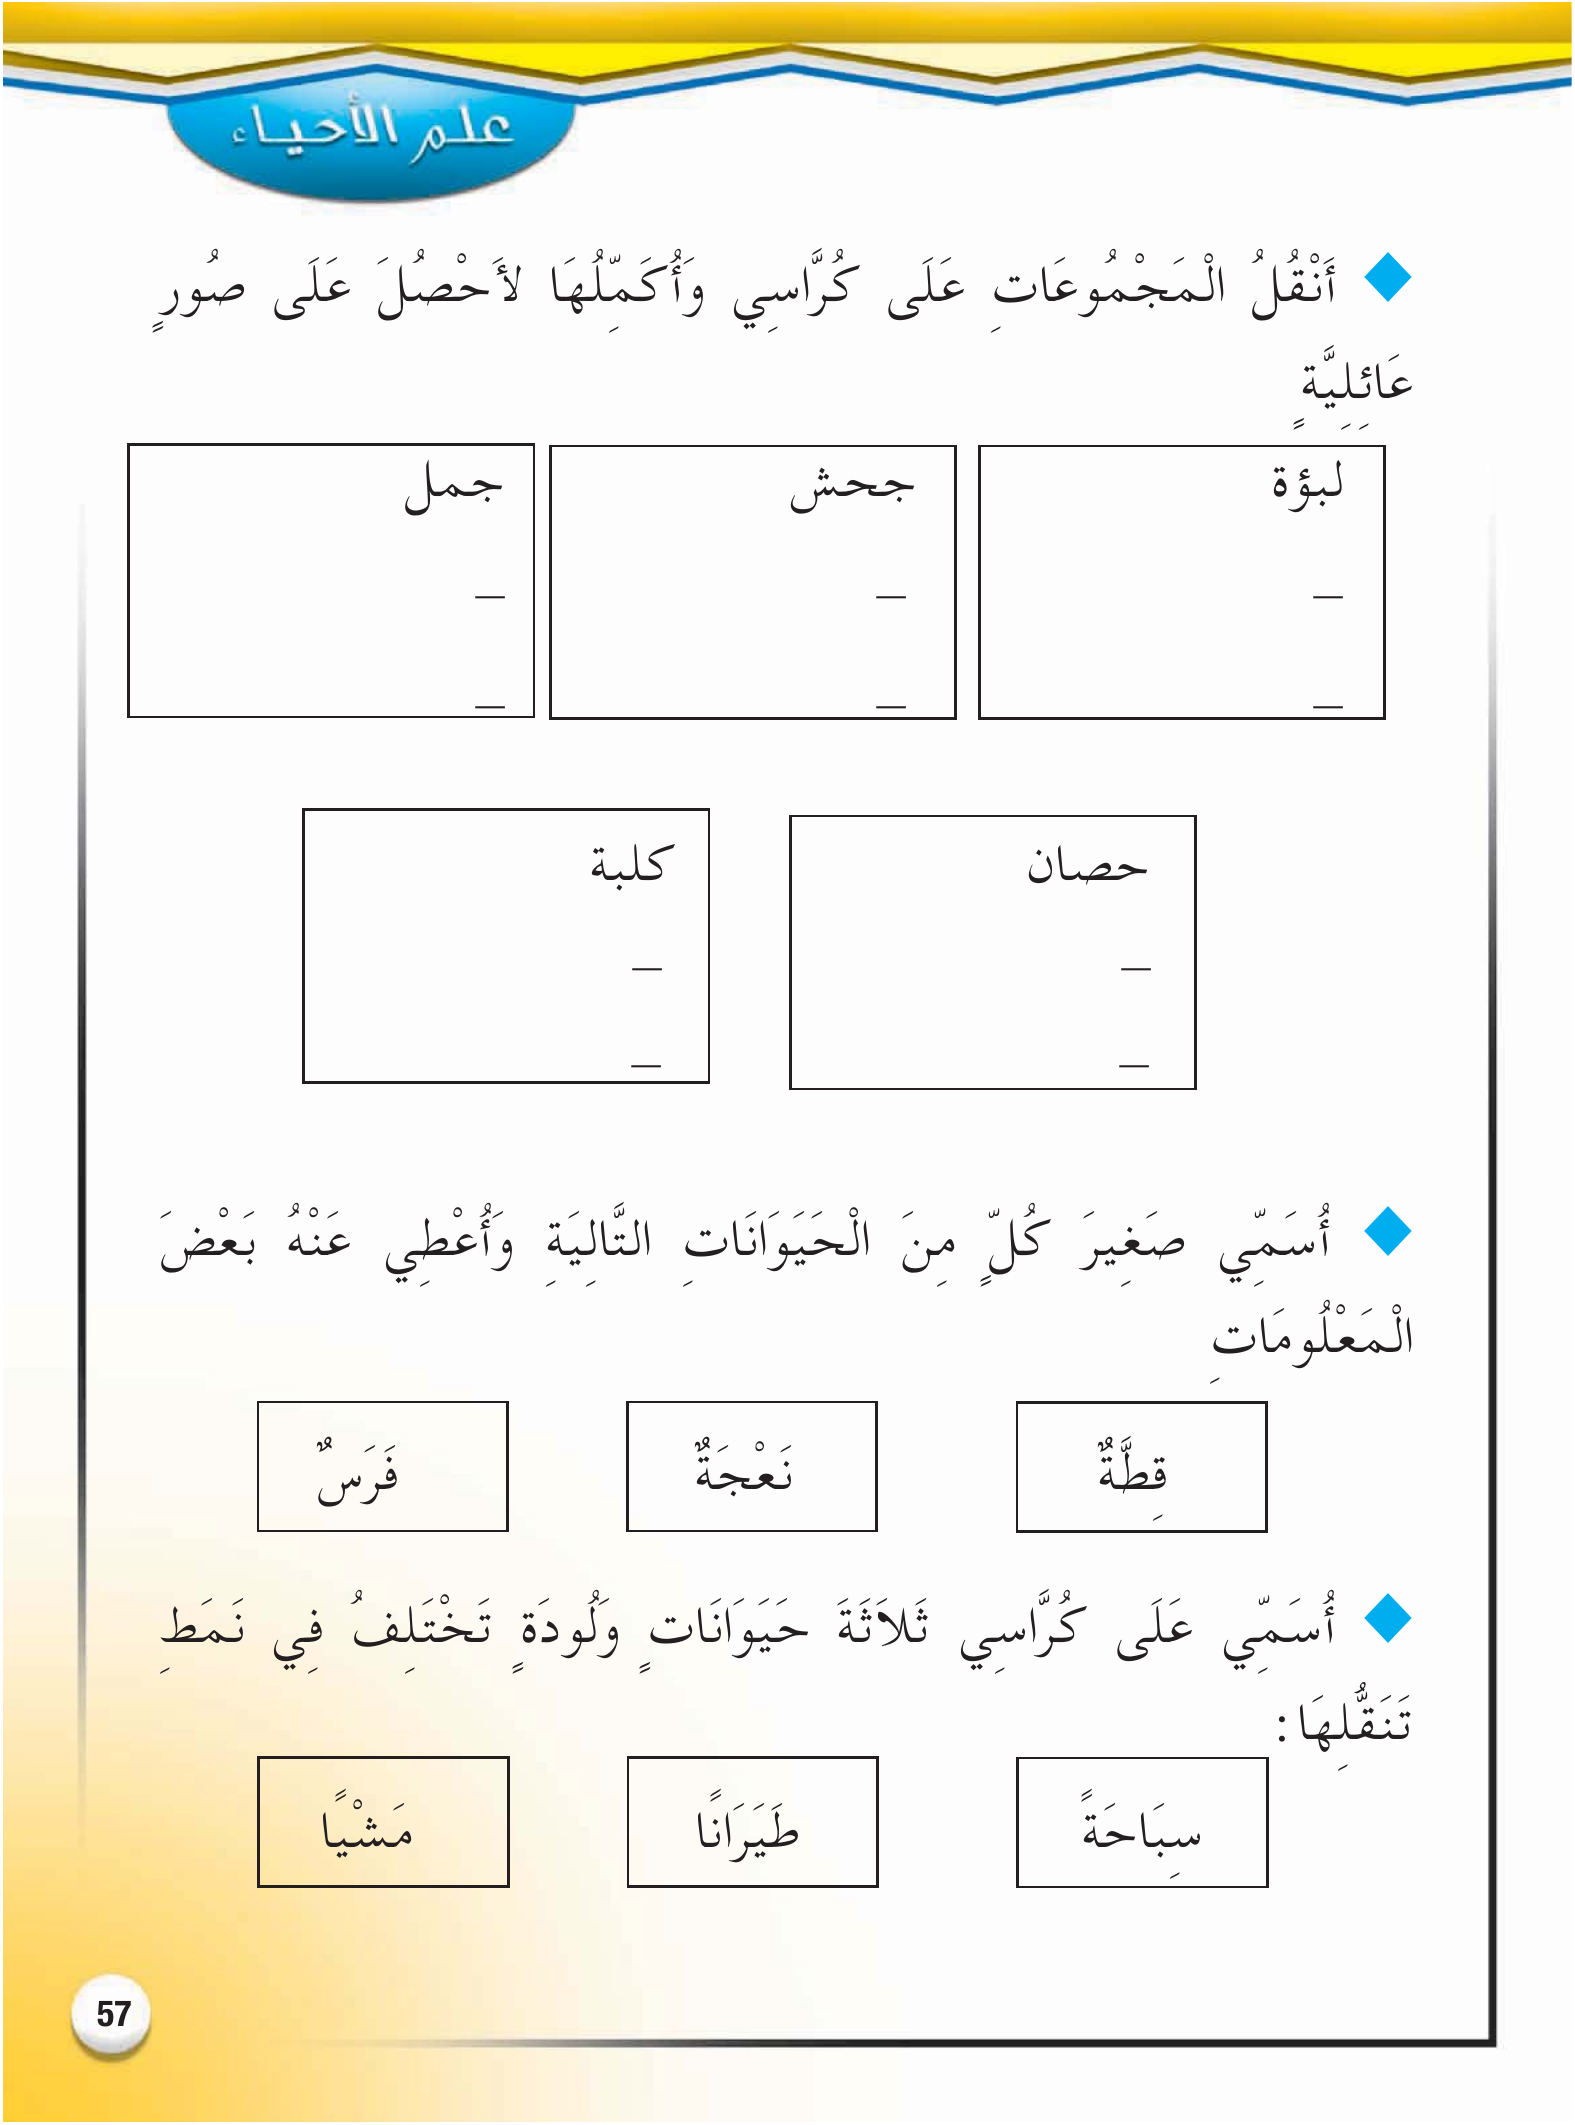 علم الأحياء
أَنْقُلُ الْمَجْمُوعَاتِ عَلَى كُرَّاسِي وَأُكَمِّلُهَا لأَحْصُلَ عَلَى صُورٍ
عَائِلِيَّةٍ
لبؤة
–
–
جحش
–
–
جمل
–
–
حصان
–
–
كلبة
–
–
أُسَمِّي صَغِيرَ كُلٍّ مِنَ الْحَيَوَانَاتِ التَّالِيَةِ وَأُعْطِي عَنْهُ بَعْضَ
الْمَعْلُومَاتِ
قِطَّةٌ
نَعْجَةٌ
فَرَسٌ
أُسَمِّي عَلَى كُرَّاسِي ثَلاَثَةَ حَيَوَانَاتٍ وَلُودَةٍ تَخْتَلِفُ فِي نَمَطِ
تَنَقُّلِهَا :
سِبَاحَةً
طَيَرَانًا
مَشْيًا
57